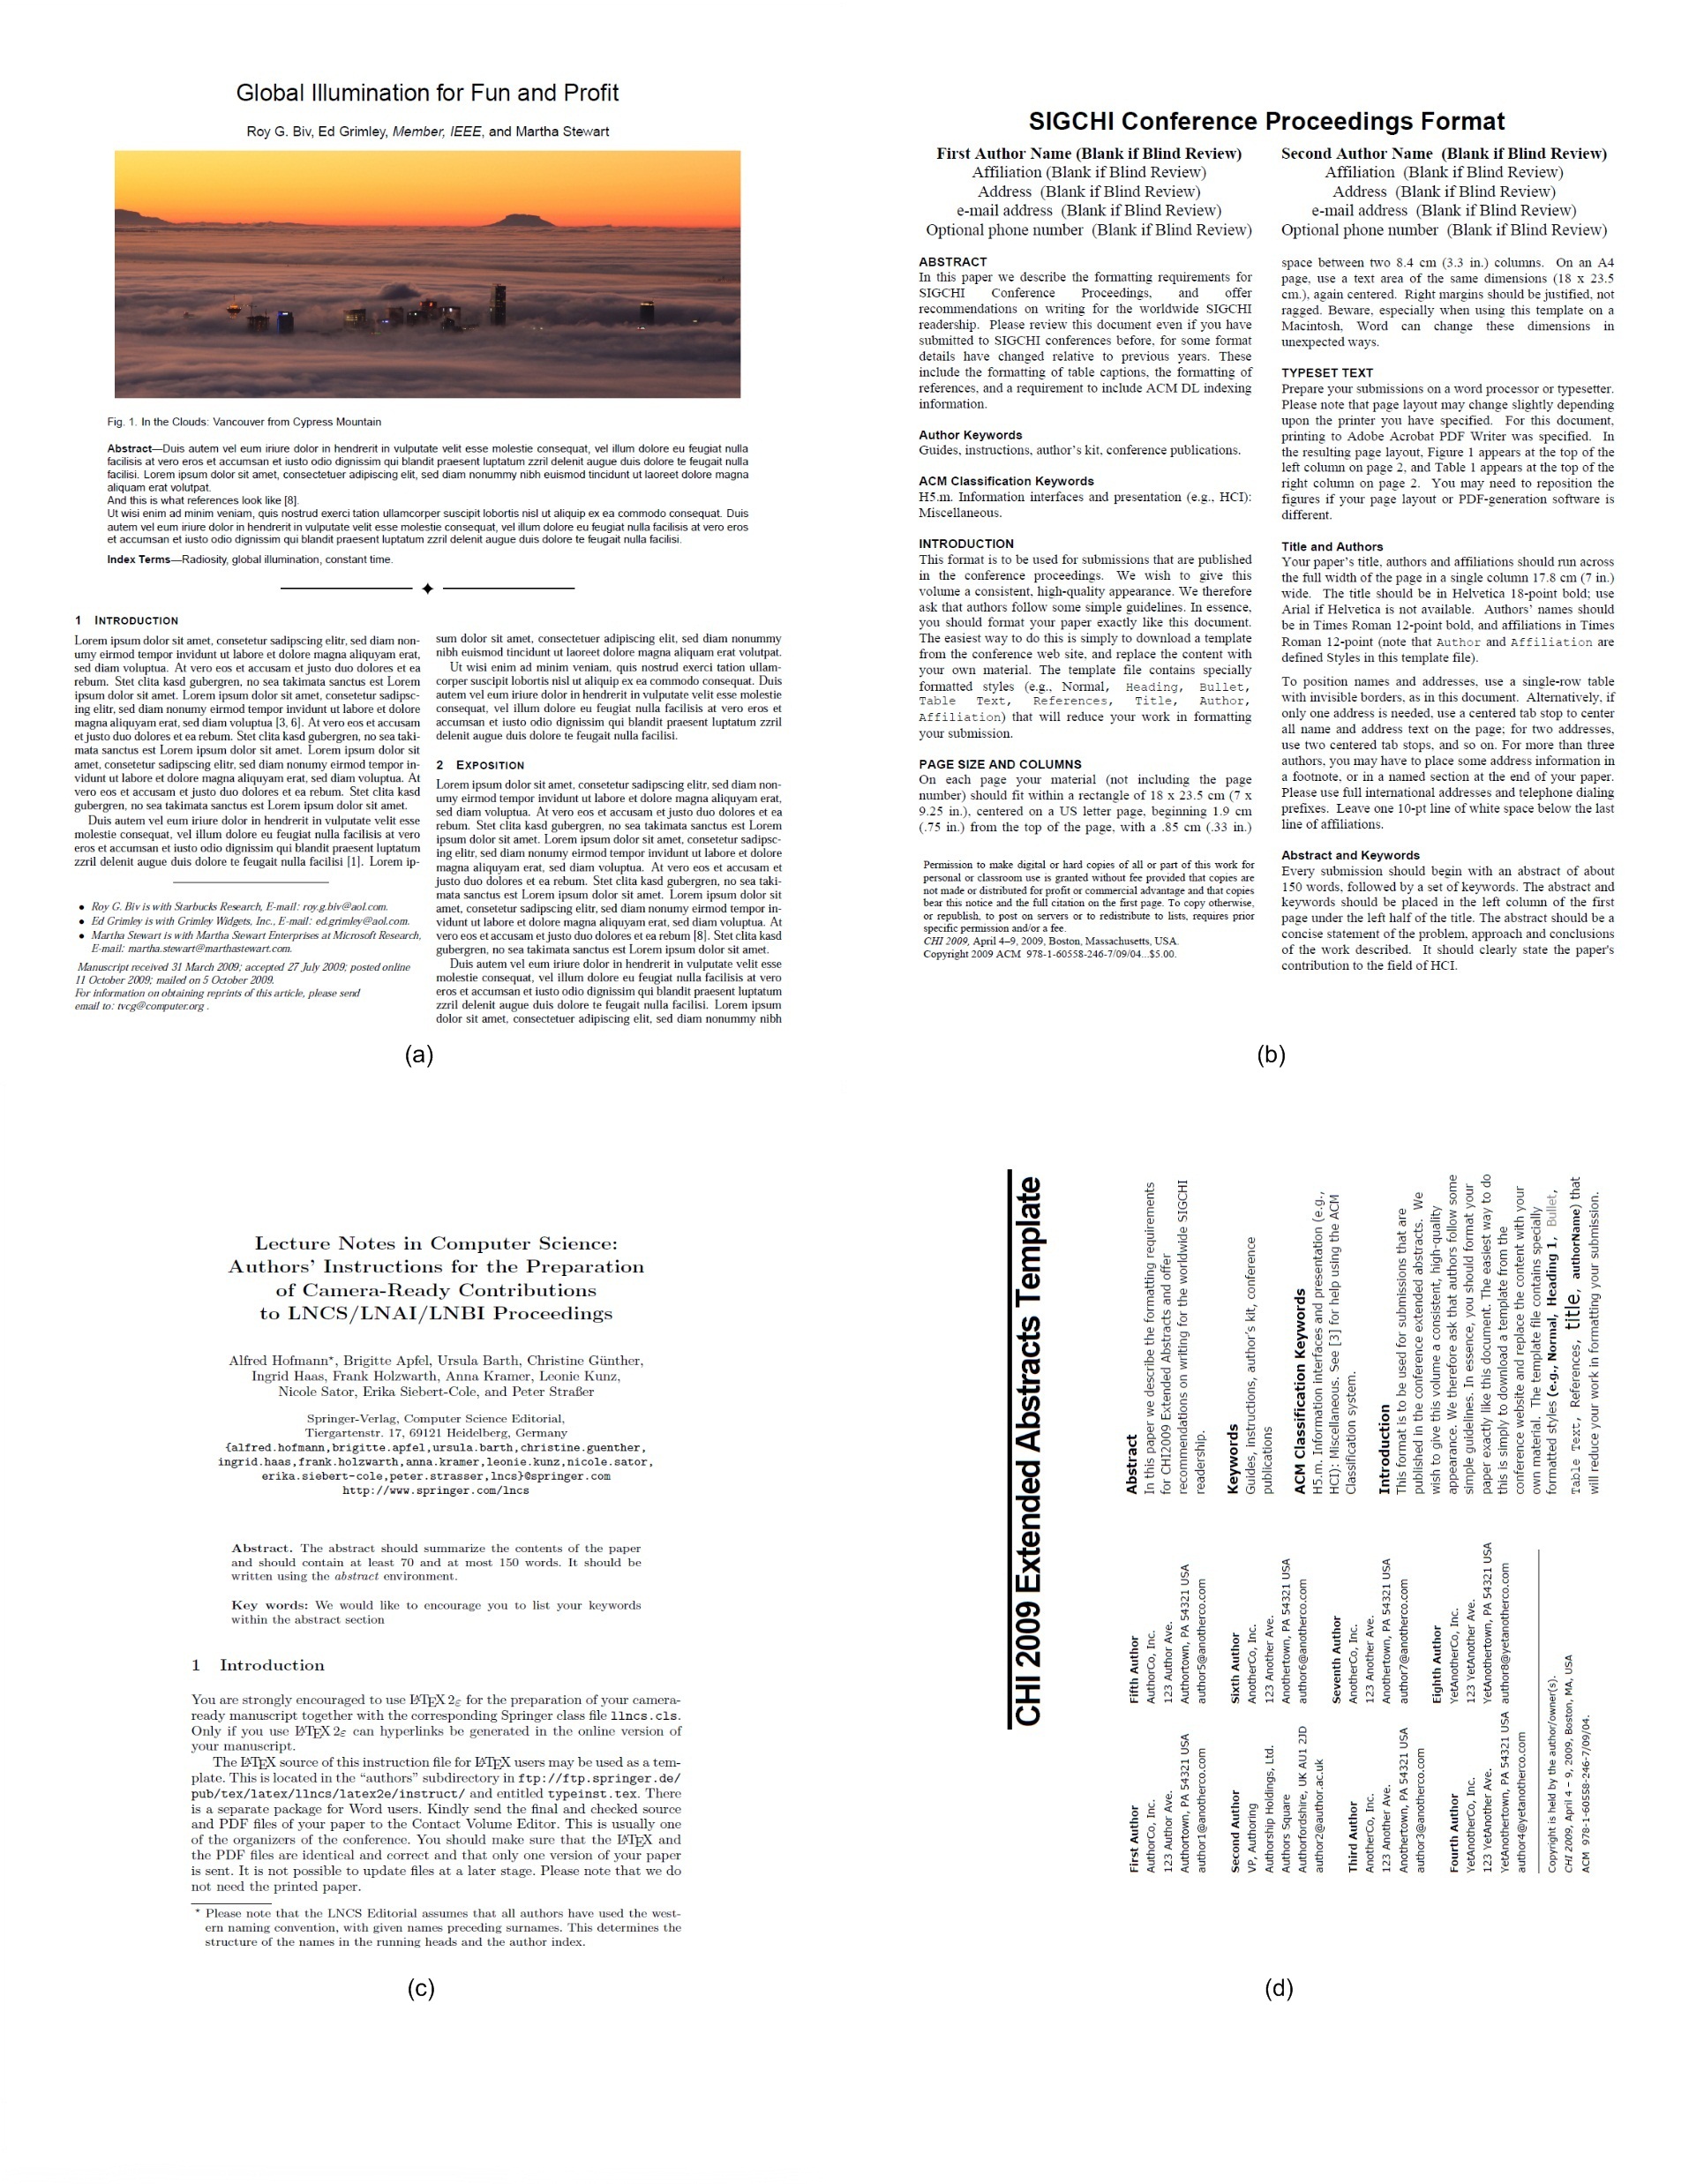 Global Illumination for Fun and Profit
Roy G. Biv, Ed Grimley, Member, IEEE, and Martha Stewart
Fig. 1. In the Clouds: Vancouver from Cypress Mountain
Abstract—Duis autem vel eum iriure dolor in hendrerit in vulputate velit esse molestie consequat, vel illum dolore eu feugiat nulla
facilisis at vero eros et accumsan et iusto odio dignissim qui blandit praesent luptatum zzril delenit augue duis dolore te feugait nulla
facilisi. Lorem ipsum dolor sit amet, consectetuer adipiscing elit, sed diam nonummy nibh euismod tincidunt ut laoreet dolore magna
aliquam erat volutpat.
And this is what references look like [8].
Ut wisi enim ad minim veniam, quis nostrud exerci tation ullamcorper suscipit lobortis nisl ut aliquip ex ea commodo consequat. Duis
autem vel eum iriure dolor in hendrerit in vulputate velit esse molestie consequat, vel illum dolore eu feugiat nulla facilisis at vero eros
et accumsan et iusto odio dignissim qui blandit praesent luptatum zzril delenit augue duis dolore te feugait nulla facilisi.
Index Terms—Radiosity, global illumination, constant time.
1 INTRODUCTION
Lorem ipsum dolor sit amet, consetetur sadipscing elitr, sed diam non-
umy eirmod tempor invidunt ut labore et dolore magna aliquyam erat,
sed diam voluptua. At vero eos et accusam et justo duo dolores et ea
rebum. Stet clita kasd gubergren, no sea takimata sanctus est Lorem
ipsum dolor sit amet. Lorem ipsum dolor sit amet, consetetur sadipsc-
ing elitr, sed diam nonumy eirmod tempor invidunt ut labore et dolore
magna aliquyam erat, sed diam voluptua [3, 6]. At vero eos et accusam
et justo duo dolores et ea rebum. Stet clita kasd gubergren, no sea taki-
mata sanctus est Lorem ipsum dolor sit amet. Lorem ipsum dolor sit
amet, consetetur sadipscing elitr, sed diam nonumy eirmod tempor in-
vidunt ut labore et dolore magna aliquyam erat, sed diam voluptua. At
vero eos et accusam et justo duo dolores et ea rebum. Stet clita kasd
gubergren, no sea takimata sanctus est Lorem ipsum dolor sit amet.
Duis autem vel eum iriure dolor in hendrerit in vulputate velit esse
molestie consequat, vel illum dolore eu feugiat nulla facilisis at vero
eros et accumsan et iusto odio dignissim qui blandit praesent luptatum
zzril delenit augue duis dolore te feugait nulla facilisi [1]. Lorem ip-
• Roy G. Biv is with Starbucks Research, E-mail: roy.g.biv@aol.com.
• Ed Grimley is with Grimley Widgets, Inc., E-mail: ed.grimley@aol.com.
• Martha Stewart is with Martha Stewart Enterprises at Microsoft Research,
E-mail: martha.stewart@marthastewart.com.
Manuscript received 31 March 2009; accepted 27 July 2009; posted online
11 October 2009; mailed on 5 October 2009.
For information on obtaining reprints of this article, please send
email to: tvcg@computer.org .
sum dolor sit amet, consectetuer adipiscing elit, sed diam nonummy
nibh euismod tincidunt ut laoreet dolore magna aliquam erat volutpat.
Ut wisi enim ad minim veniam, quis nostrud exerci tation ullam-
corper suscipit lobortis nisl ut aliquip ex ea commodo consequat. Duis
autem vel eum iriure dolor in hendrerit in vulputate velit esse molestie
consequat, vel illum dolore eu feugiat nulla facilisis at vero eros et
accumsan et iusto odio dignissim qui blandit praesent luptatum zzril
delenit augue duis dolore te feugait nulla facilisi.
2 EXPOSITION
Lorem ipsum dolor sit amet, consetetur sadipscing elitr, sed diam non-
umy eirmod tempor invidunt ut labore et dolore magna aliquyam erat,
sed diam voluptua. At vero eos et accusam et justo duo dolores et ea
rebum. Stet clita kasd gubergren, no sea takimata sanctus est Lorem
ipsum dolor sit amet. Lorem ipsum dolor sit amet, consetetur sadipsc-
ing elitr, sed diam nonumy eirmod tempor invidunt ut labore et dolore
magna aliquyam erat, sed diam voluptua. At vero eos et accusam et
justo duo dolores et ea rebum. Stet clita kasd gubergren, no sea taki-
mata sanctus est Lorem ipsum dolor sit amet. Lorem ipsum dolor sit
amet, consetetur sadipscing elitr, sed diam nonumy eirmod tempor in-
vidunt ut labore et dolore magna aliquyam erat, sed diam voluptua. At
vero eos et accusam et justo duo dolores et ea rebum [8]. Stet clita kasd
gubergren, no sea takimata sanctus est Lorem ipsum dolor sit amet.
Duis autem vel eum iriure dolor in hendrerit in vulputate velit esse
molestie consequat, vel illum dolore eu feugiat nulla facilisis at vero
eros et accumsan et iusto odio dignissim qui blandit praesent luptatum
zzril delenit augue duis dolore te feugait nulla facilisi. Lorem ipsum
dolor sit amet, consectetuer adipiscing elit, sed diam nonummy nibh
(a)
SIGCHI Conference Proceedings Format
First Author Name (Blank if Blind Review)
Affiliation (Blank if Blind Review)
Address (Blank if Blind Review)
e-mail address (Blank if Blind Review)
Optional phone number (Blank if Blind Review)
Second Author Name (Blank if Blind Review)
Affiliation (Blank if Blind Review)
Address (Blank if Blind Review)
e-mail address (Blank if Blind Review)
Optional phone number (Blank if Blind Review)
ABSTRACT
In this paper we describe the formatting requirements for
SIGCHI Conference Proceedings, and offer
recommendations on writing for the worldwide SIGCHI
readership. Please review this document even if you have
submitted to SIGCHI conferences before, for some format
details have changed relative to previous years. These
include the formatting of table captions, the formatting of
references, and a requirement to include ACM DL indexing
information.
Author Keywords
Guides, instructions, author's kit, conference publications.
ACM Classification Keywords
H5.m. Information interfaces and presentation (e.g., HCI):
Miscellaneous.
INTRODUCTION
This format is to be used for submissions that are published
in the conference proceedings. We wish to give this
volume a consistent, high-quality appearance. We therefore
ask that authors follow some simple guidelines. In essence,
you should format your paper exactly like this document.
The easiest way to do this is simply to download a template
from the conference web site, and replace the content with
your own material. The template file contains specially
formatted styles (e.g., Normal, Heading, Bullet,
Table Text, References, Title, Author,
Affiliation) that will reduce your work in formatting
your submission.
PAGE SIZE AND COLUMNS
On each page your material (not including the page
number) should fit within a rectangle of 18 x 23.5 cm (7 x
9.25 in.), centered on a US letter page, beginning 1.9 cm
(.75 in.) from the top of the page, with a .85 cm (.33 in.)
Permission to make digital or hard copies of all or part of this work for
personal or classroom use is granted without fee provided that copies are
not made or distributed for profit or commercial advantage and that copies
bear this notice and the full citation on the first page. To copy otherwise,
or republish, to post on servers or to redistribute to lists, requires prior
specific permission and/or a fee.
CHI 2009, April 4–9, 2009, Boston, Massachusetts, USA.
Copyright 2009 ACM 978-1-60558-246-7/09/04...$5.00.
space between two 8.4 cm (3.3 in.) columns. On an A4
page, use a text area of the same dimensions (18 x 23.5
cm.), again centered. Right margins should be justified, not
ragged. Beware, especially when using this template on a
Macintosh, Word can change these dimensions in
unexpected ways.
TYPESET TEXT
Prepare your submissions on a word processor or typesetter.
Please note that page layout may change slightly depending
upon the printer you have specified. For this document,
printing to Adobe Acrobat PDF Writer was specified. In
the resulting page layout, Figure 1 appears at the top of the
left column on page 2, and Table 1 appears at the top of the
right column on page 2. You may need to reposition the
figures if your page layout or PDF-generation software is
different.
Title and Authors
Your paper's title, authors and affiliations should run across
the full width of the page in a single column 17.8 cm (7 in.)
wide. The title should be in Helvetica 18-point bold; use
Arial if Helvetica is not available. Authors' names should
be in Times Roman 12-point bold, and affiliations in Times
Roman 12-point (note that Author and Affiliation are
defined Styles in this template file).
To position names and addresses, use a single-row table
with invisible borders, as in this document. Alternatively, if
only one address is needed, use a centered tab stop to center
all name and address text on the page; for two addresses,
use two centered tab stops, and so on. For more than three
authors, you may have to place some address information in
a footnote, or in a named section at the end of your paper.
Please use full international addresses and telephone dialing
prefixes. Leave one 10-pt line of white space below the last
line of affiliations.
Abstract and Keywords
Every submission should begin with an abstract of about
150 words, followed by a set of keywords. The abstract and
keywords should be placed in the left column of the first
page under the left half of the title. The abstract should be a
concise statement of the problem, approach and conclusions
of the work described. It should clearly state the paper's
contribution to the field of HCI.
(b)
Lecture Notes in Computer Science:
Authors' Instructions for the Preparation
of Camera-Ready Contributions
to LNCS/LNAI/LNBI Proceedings
Alfred Hofmann*, Brigitte Apfel, Ursula Barth, Christine Günther,
Ingrid Haas, Frank Holzwarth, Anna Kramer, Leonie Kunz,
Nicole Sator, Erika Siebert-Cole, and Peter Straßer
Springer-Verlag, Computer Science Editorial,
Tiergartenstr. 17, 69121 Heidelberg, Germany
{alfred.hofmann,brigitte.apfel,ursula.barth,christine.guenther,
ingrid.haas,frank.holzwarth,anna.kramer,leonie.kunz,nicole.sator,
erika.siebert-cole,peter.strasser,lncs}@springer.com
http://www.springer.com/lncs
Abstract. The abstract should summarize the contents of the paper
and should contain at least 70 and at most 150 words. It should be
written using the abstract environment.
Key words: We would like to encourage you to list your keywords
within the abstract section
1 Introduction
You are strongly encouraged to use LATEX 2ε for the preparation of your camera-
ready manuscript together with the corresponding Springer class file llncs.cls.
Only if you use LATEX 2ε can hyperlinks be generated in the online version of
your manuscript.
The LATEX source of this instruction file for LATEX users may be used as a tem-
plate. This is located in the “authors” subdirectory in ftp://ftp.springer.de/
pub/tex/latex/llncs/latex2e/instruct/ and entitled typeinst.tex. There
is a separate package for Word users. Kindly send the final and checked source
and PDF files of your paper to the Contact Volume Editor. This is usually one
of the organizers of the conference. You should make sure that the LATEX and
the PDF files are identical and correct and that only one version of your paper
is sent. It is not possible to update files at a later stage. Please note that we do
not need the printed paper.
* Please note that the LNCS Editorial assumes that all authors have used the west-
ern naming convention, with given names preceding surnames. This determines the
structure of the names in the running heads and the author index.
(c)
CHI 2009 Extended Abstracts Template
First Author
AuthorCo, Inc.
123 Author Ave.
Authortown, PA 54321 USA
author1@anotherco.com
Second Author
VP, Authoring
Authorship Holdings, Ltd.
Authors Square
Authorfordshire, UK AU1 2JD
author2@author.ac.uk
Third Author
AnotherCo, Inc.
123 Another Ave.
Anothertown, PA 54321 USA
author3@anotherco.com
Fourth Author
YetAnotherCo, Inc.
123 YetAnother Ave.
YetAnothertown, PA 54321 USA
author4@yetanotherco.com
Fifth Author
AuthorCo, Inc.
123 Author Ave.
Authortown, PA 54321 USA
author5@anotherco.com
Sixth Author
AnotherCo, Inc.
123 Another Ave.
Anothertown, PA 54321 USA
author6@anotherco.com
Seventh Author
AnotherCo, Inc.
123 Another Ave.
Anothertown, PA 54321 USA
author7@anotherco.com
Eighth Author
YetAnotherCo, Inc.
123 YetAnother Ave.
YetAnothertown, PA 54321 USA
author8@yetanotherco.com
Copyright is held by the author/owner(s).
CHI 2009, April 4 – 9, 2009, Boston, MA, USA
ACM 978-1-60558-246-7/09/04.
Abstract
In this paper we describe the formatting requirements
for CHI2009 Extended Abstracts and offer
recommendations on writing for the worldwide SIGCHI
readership.
Keywords
Guides, instructions, author's kit, conference
publications
ACM Classification Keywords
H5.m. Information interfaces and presentation (e.g.,
HCI): Miscellaneous. See [3] for help using the ACM
Classification system.
Introduction
This format is to be used for submissions that are
published in the conference extended abstracts. We
wish to give this volume a consistent, high-quality
appearance. We therefore ask that authors follow some
simple guidelines. In essence, you should format your
paper exactly like this document. The easiest way to do
this is simply to download a template from the
conference website and replace the content with your
own material. The template file contains specially
formatted styles (e.g., Normal, Heading 1, Bullet,
Table Text, References, title, authorName) that
will reduce your work in formatting your submission.
(d)